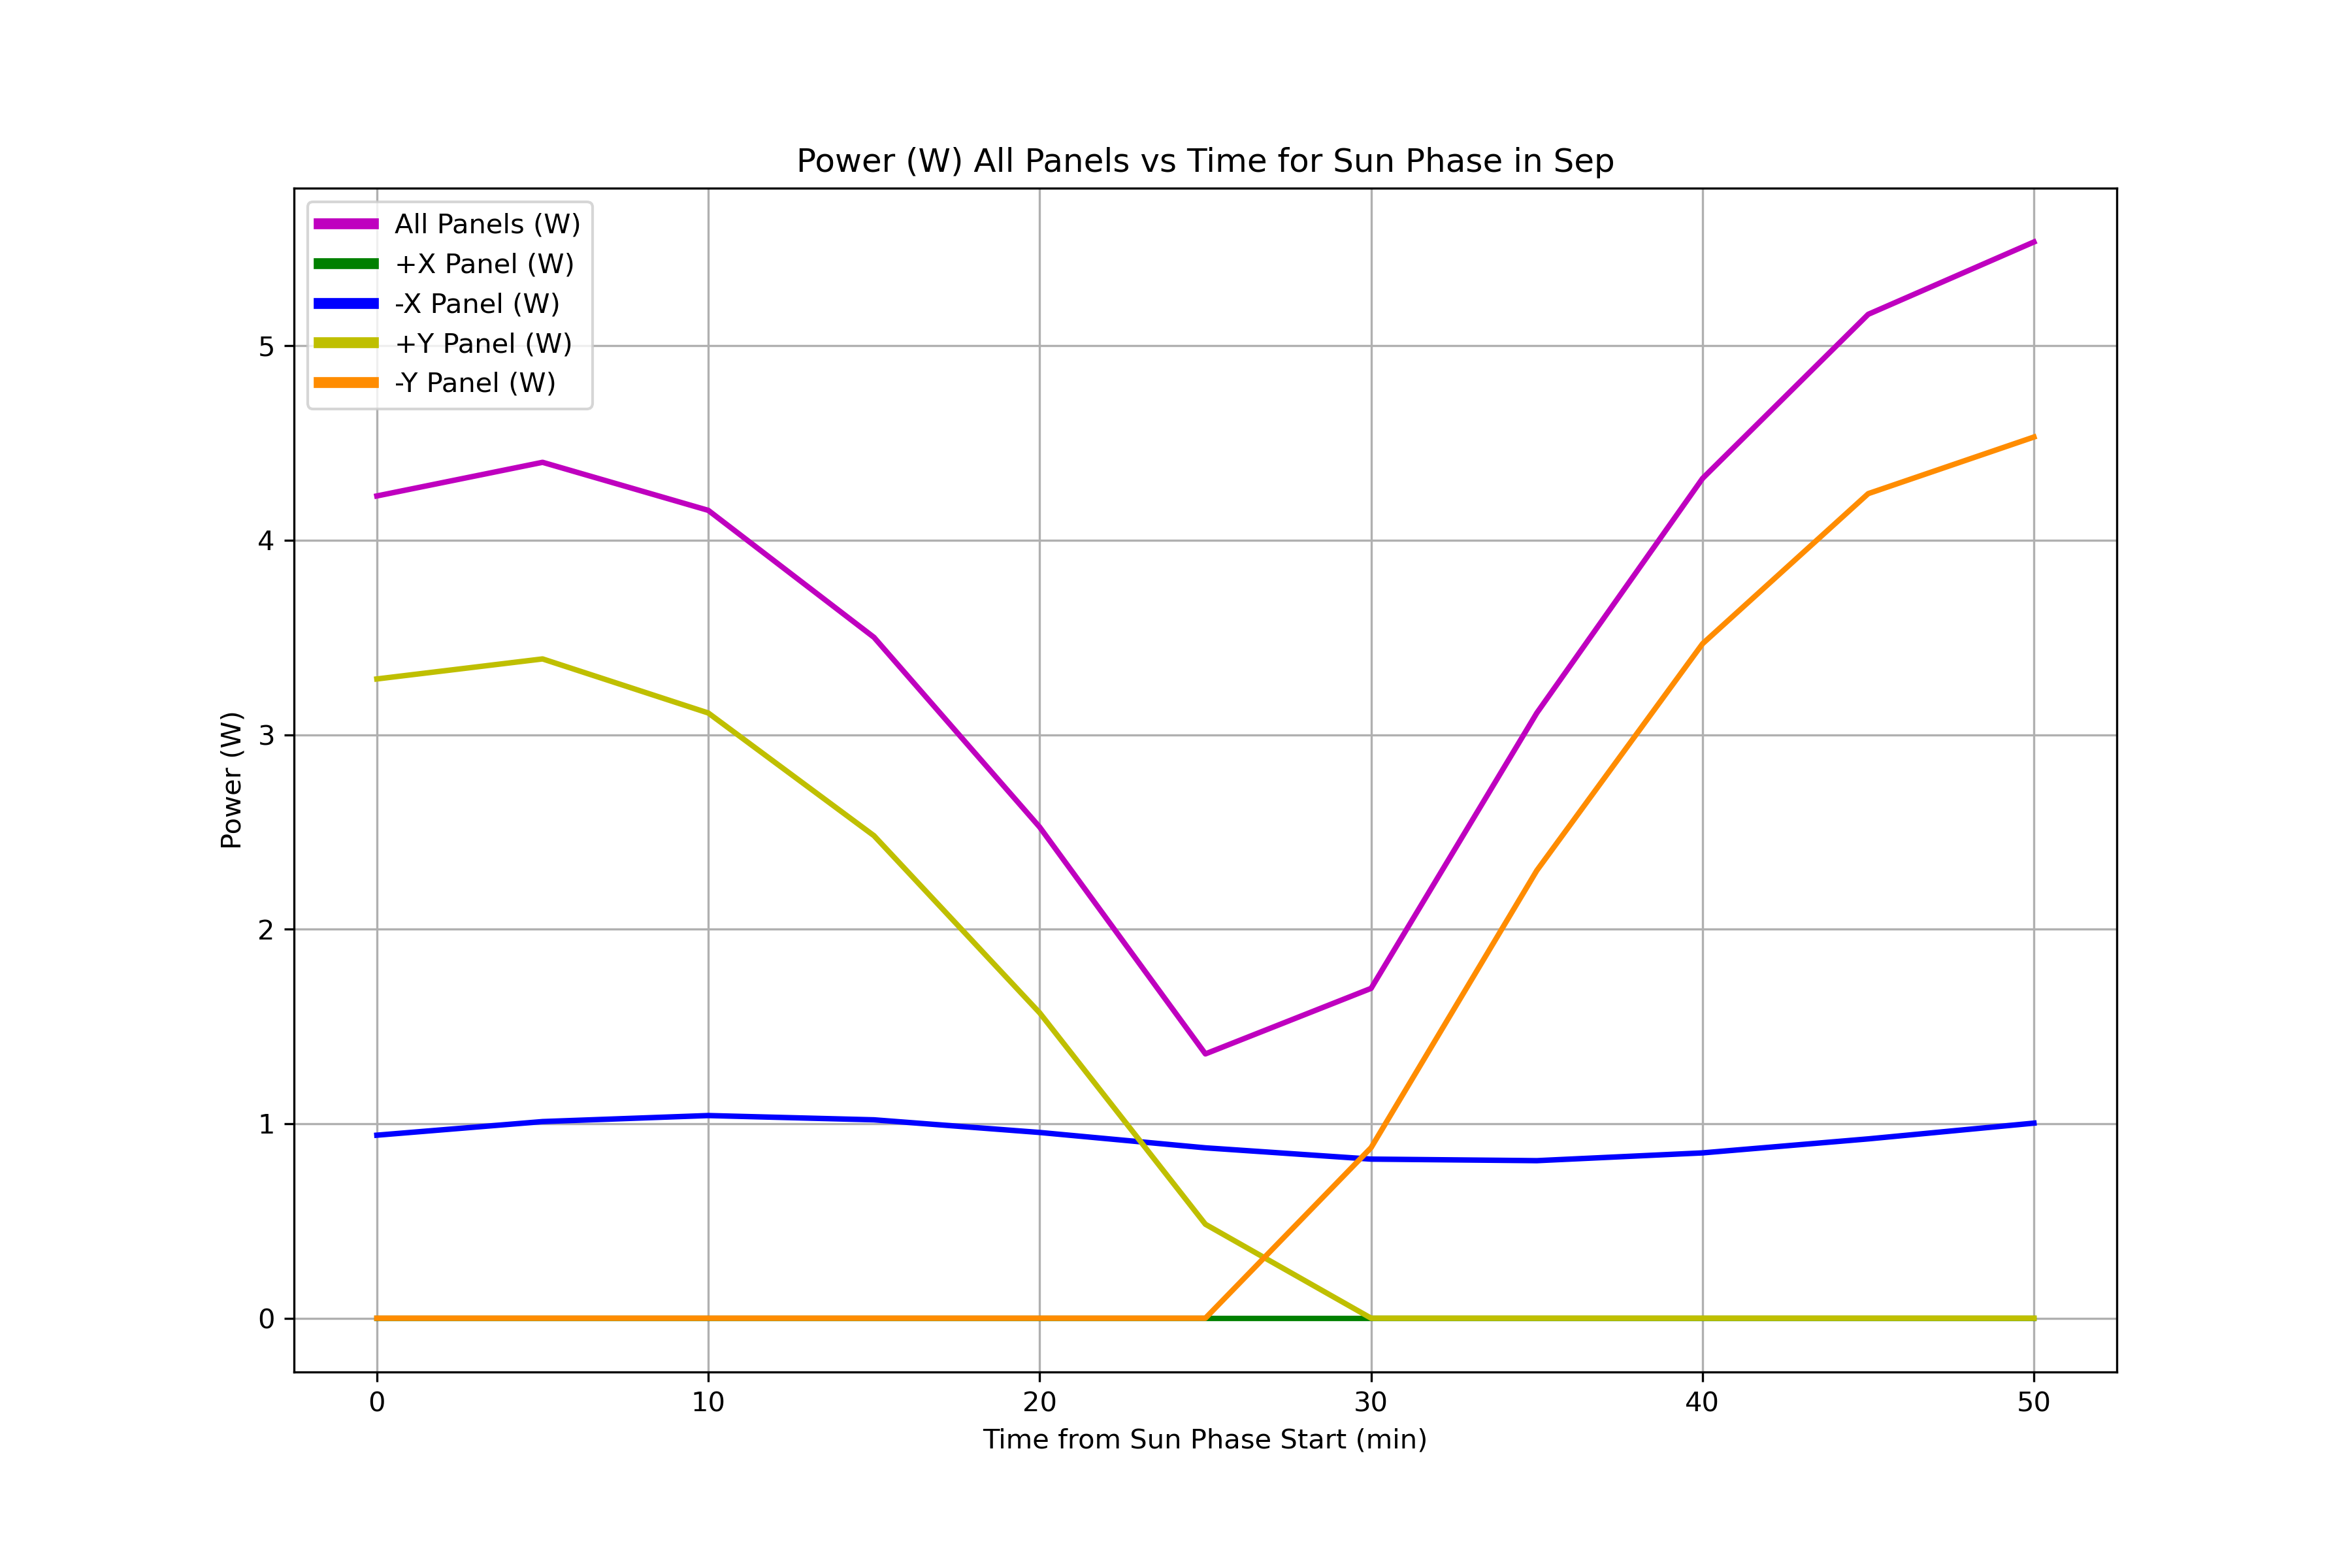 Power (W) All Panels vs Time for Sun Phase in Sep
All Panels (W)
+X Panel (W)
-X Panel (W)
+Y Panel (W)
-Y Panel (W)
Power (W)
5
4
3
2
1
0
0 10 20 30 40 50
Time from Sun Phase Start (min)